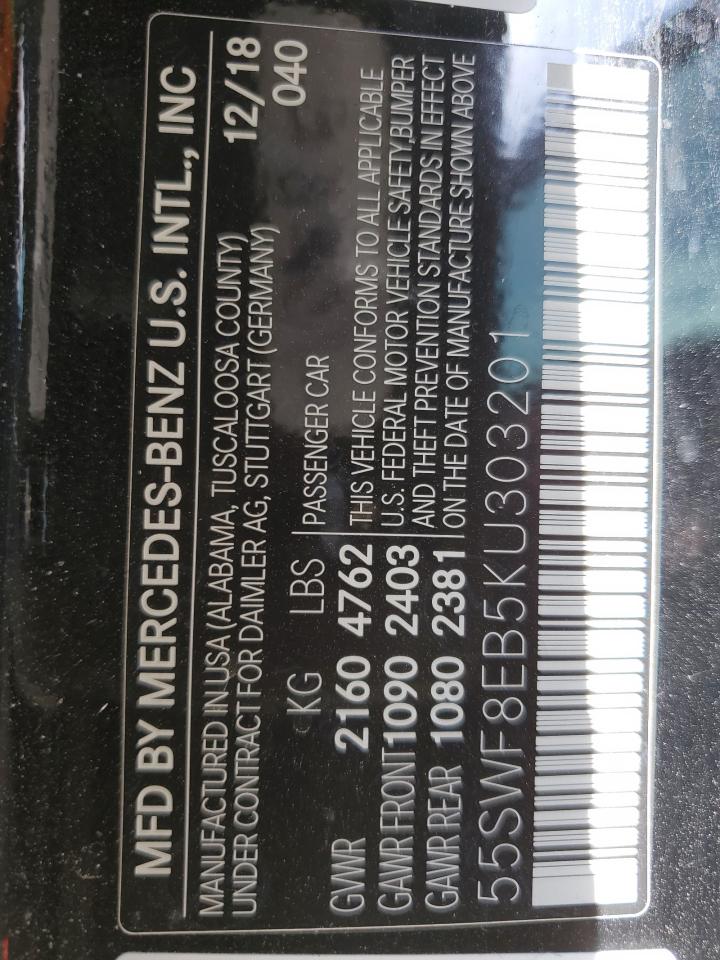 MFD BY MERCEDES-BENZ U.S. INTL., INC
MANUFACTURED IN USA (ALABAMA, TUSCALOOSA COUNTY) 12/18
UNDER CONTRACT FOR DAIMLER AG, STUTTGART (GERMANY) 040
KG LBS PASSENGER CAR
GVWR 2160 4762 THIS VEHICLE CONFORMS TO ALL APPLICABLE
GAWR FRONT 1090 2403 U.S. FEDERAL MOTOR VEHICLE SAFETY,BUMPER
GAWR REAR 1080 2381 AND THEFT PREVENTION STANDARDS IN EFFECT
ON THE DATE OF MANUFACTURE SHOWN ABOVE
55SWF8EB5KU303201